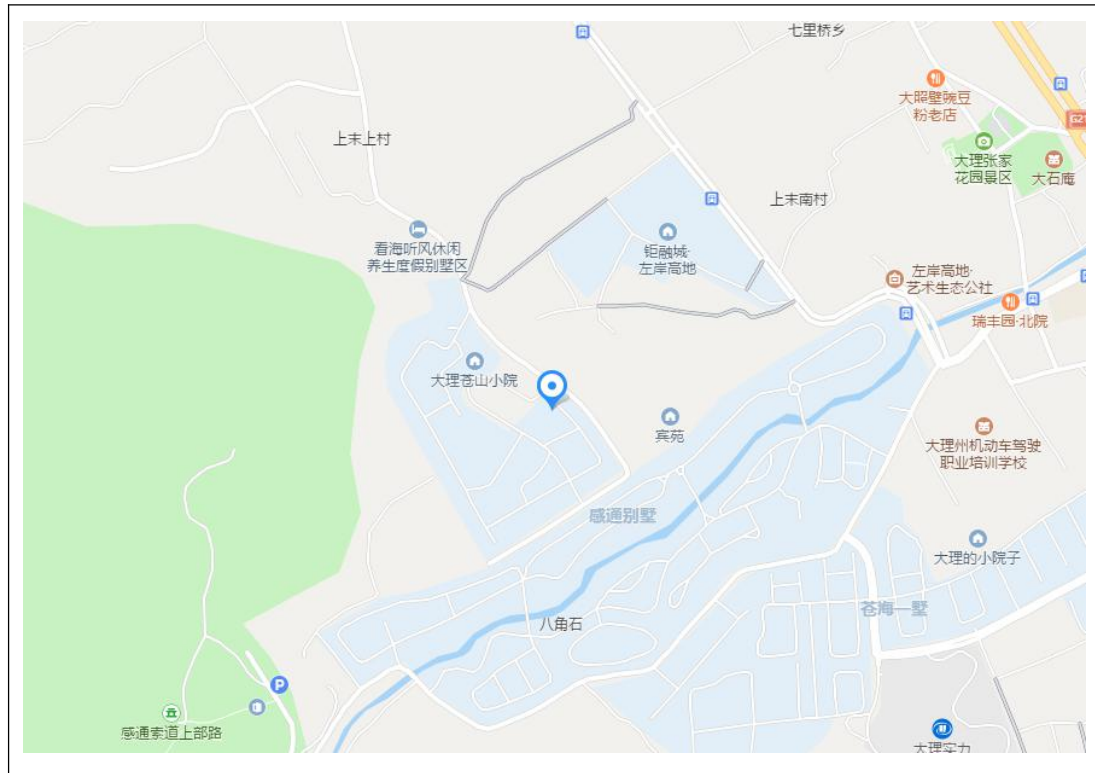 七里桥乡
大照壁豌豆
粉老店
G21
上末上村
大理张家
花园景区
大石庵
上末南村
看海听风休闲
养生度假别墅区
钜融城·
左岸高地
左岸高地·
艺术生态公社
瑞丰园·北院
大理苍山小院
宾苑
大理州机动车驾驶
职业培训学校
感通别墅
大理的小院子
苍海一墅
八角石
P
感通索道上部路
大理实力